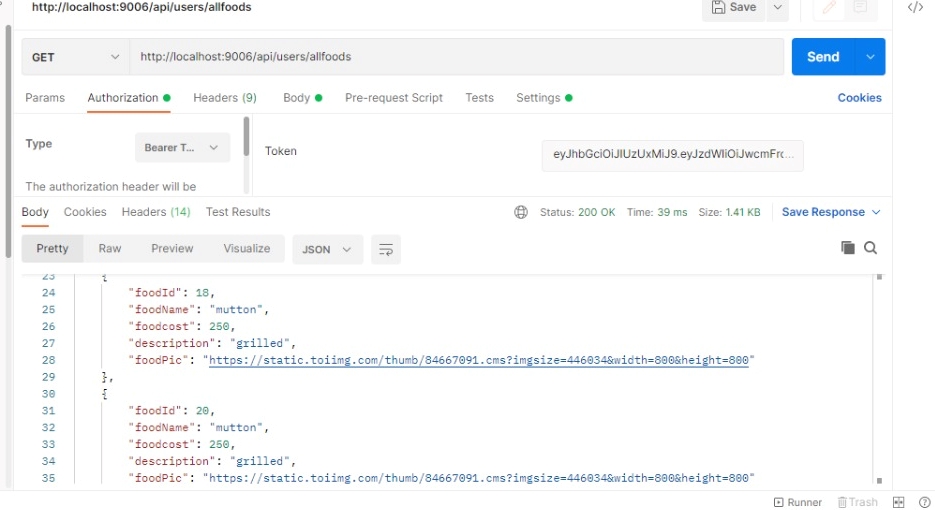 http://localhost:9006/api/users/allfoods
Save
</>
GET
http://localhost:9006/api/users/allfoods
Send
Params Authorization Headers (9) Body Pre-request Script Tests Settings Cookies
Type
Bearer T...
Token
The authorization header will be
Body Cookies Headers (14) Test Results Status: 200 OK Time: 39 ms Size: 1.41 KB Save Response
Pretty Raw Preview Visualize JSON
23 {
24 "foodId": 18,
25 "foodName": "mutton",
26 "foodcost": 250,
27 "description": "grilled",
28 "foodPic": "https://static.toiimg.com/thumb/84667091.cms?imgsize=446034&width=800&height=800"
29 },
30 {
31 "foodId": 20,
32 "foodName": "mutton",
33 "foodcost": 250,
34 "description": "grilled",
35 "foodPic": "https://static.toiimg.com/thumb/84667091.cms?imgsize=446034&width=800&height=800"
Runner Trash